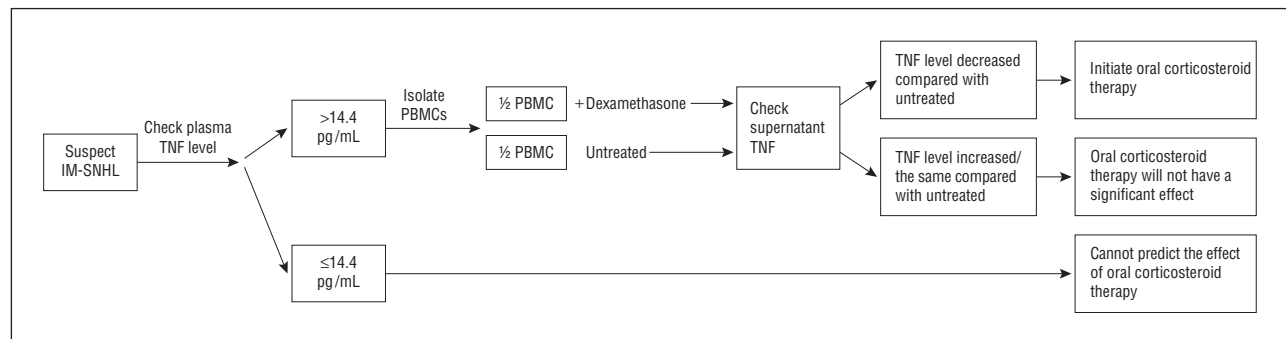 Suspect
IM-SNHL
Check plasma
TNF level
>14.4
pg/mL
Isolate
PBMCs
½ PBMC
+Dexamethasone
½ PBMC
Untreated
Check
supernatant
TNF
TNF level decreased
compared with
untreated
Initiate oral corticosteroid
therapy
TNF level increased/
the same compared
with untreated
Oral corticosteroid
therapy will not have a
significant effect
≤14.4
pg/mL
Cannot predict the effect
of oral corticosteroid
therapy